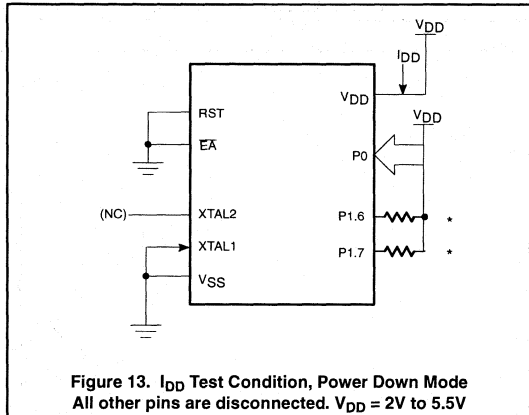 VDD
IDD
VDD
RST
VDD
EA
P0
(NC)
XTAL2
P1.6
*
XTAL1
P1.7
*
VSS
Figure 13. IDD Test Condition, Power Down Mode
All other pins are disconnected. VDD = 2V to 5.5V